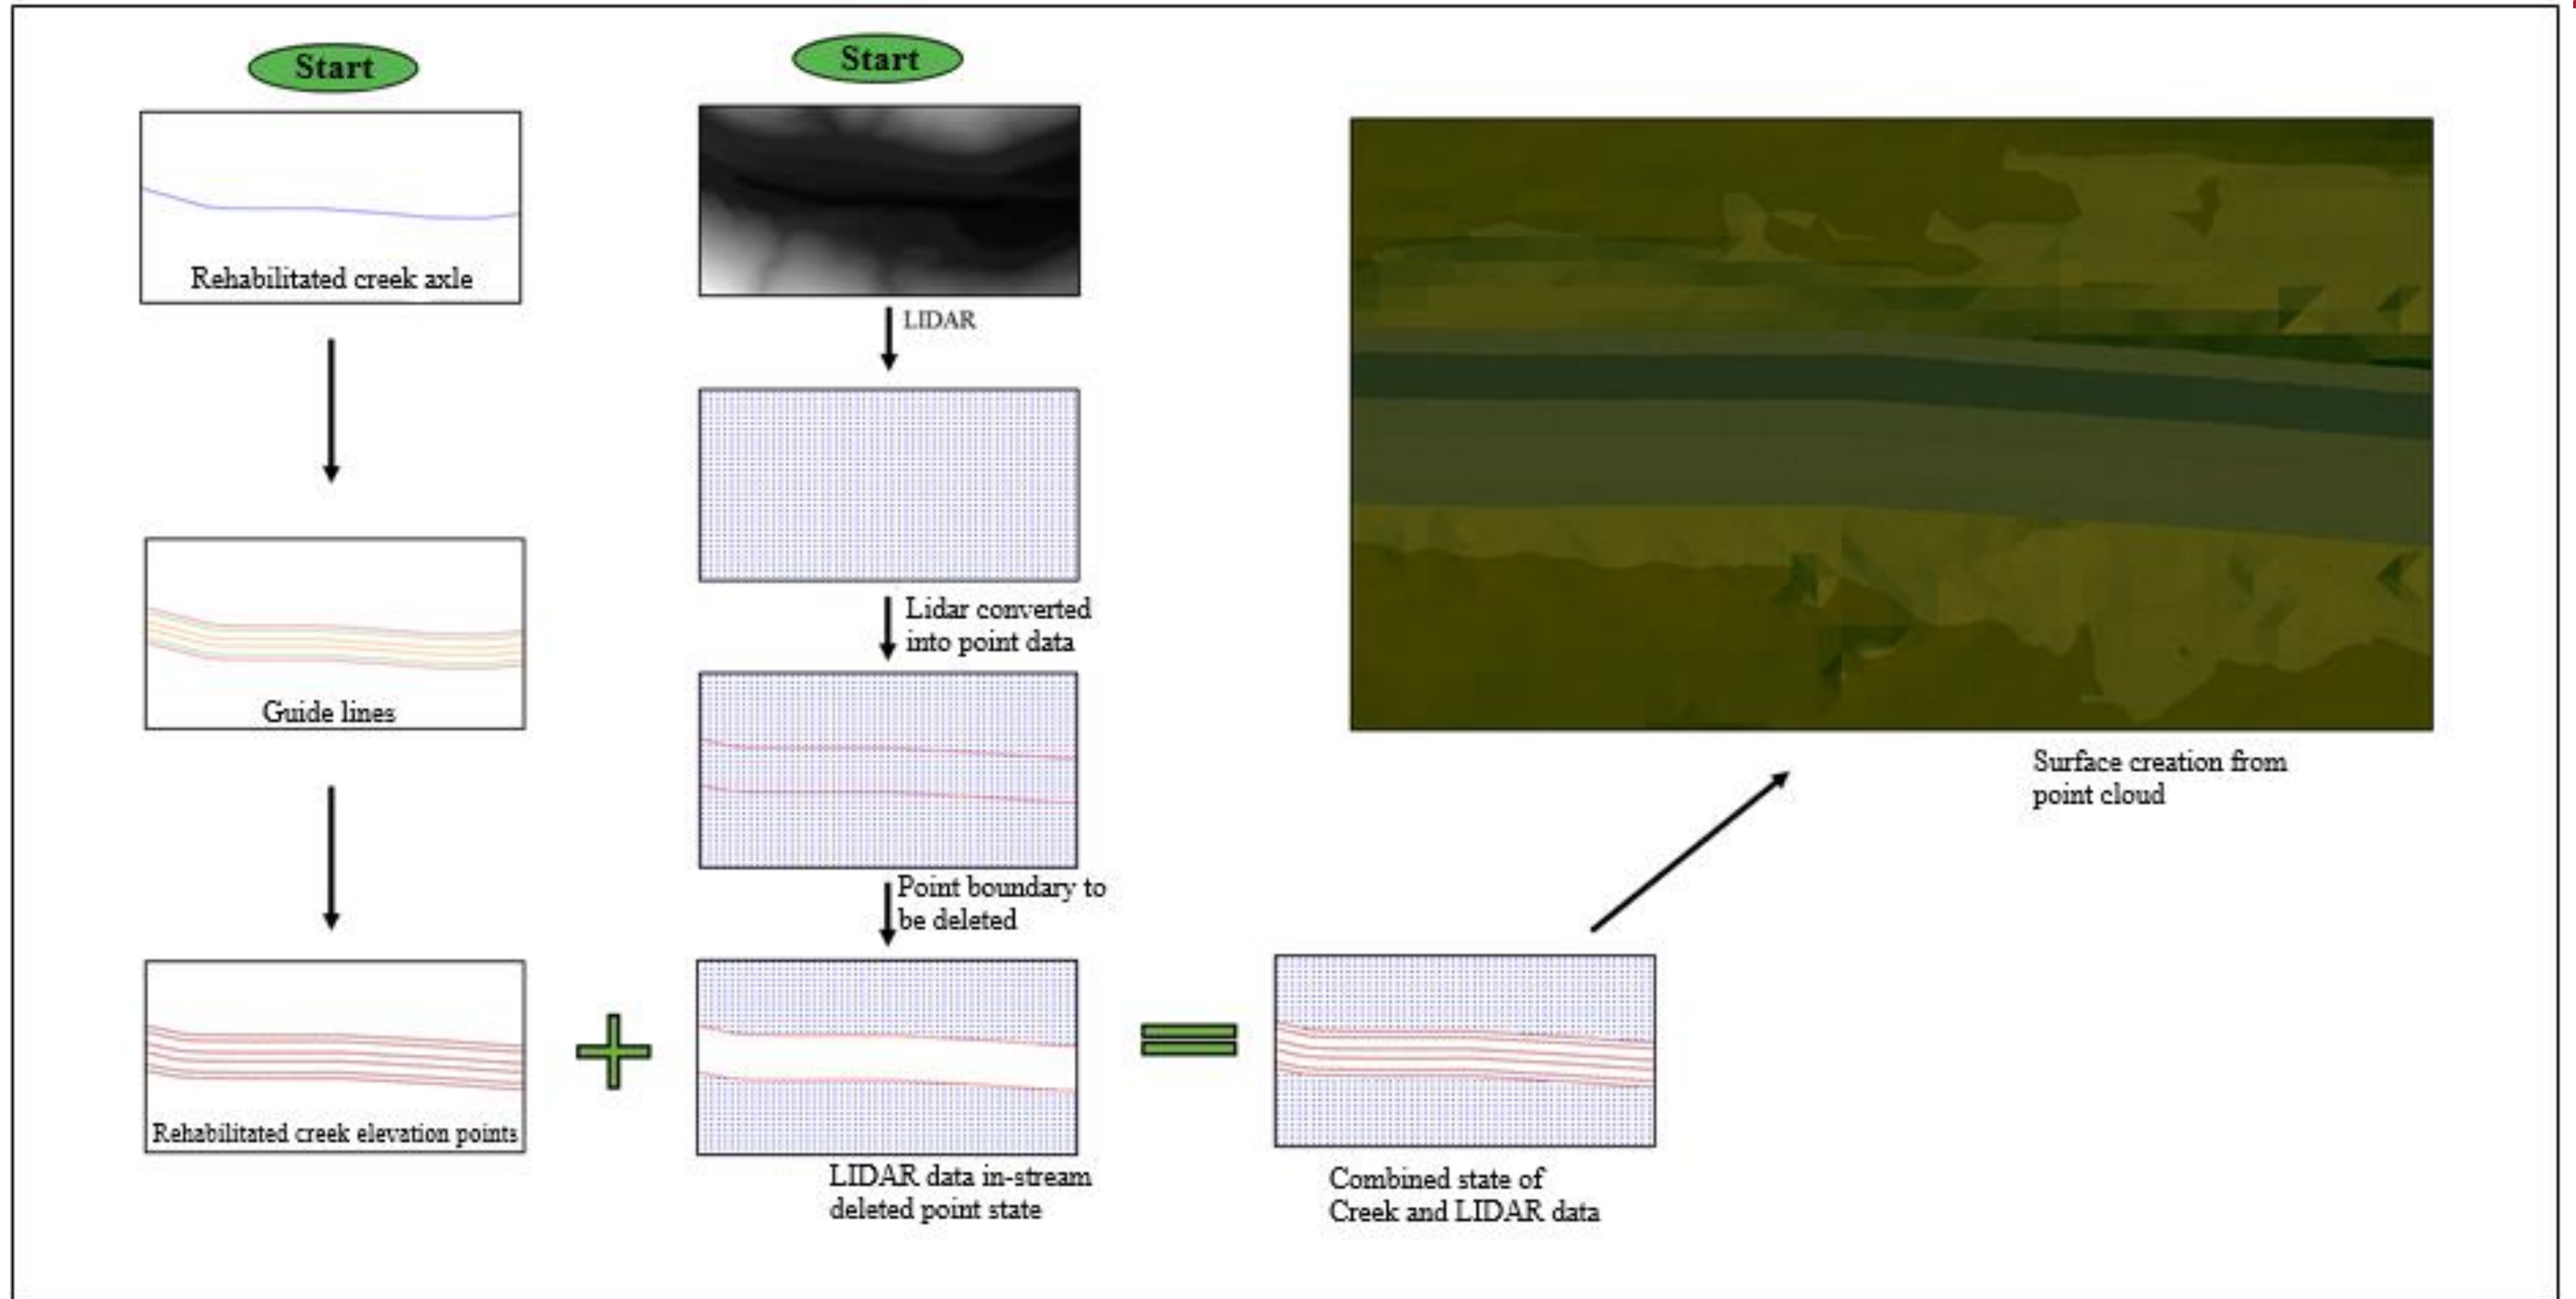 Start
Rehabilitated creek axle
Guide lines
Rehabilitated creek elevation points
Start
LIDAR
Lidar converted
into point data
Point boundary to
be deleted
LIDAR data in-stream
deleted point state
Combined state of
Creek and LIDAR data
Surface creation from
point cloud